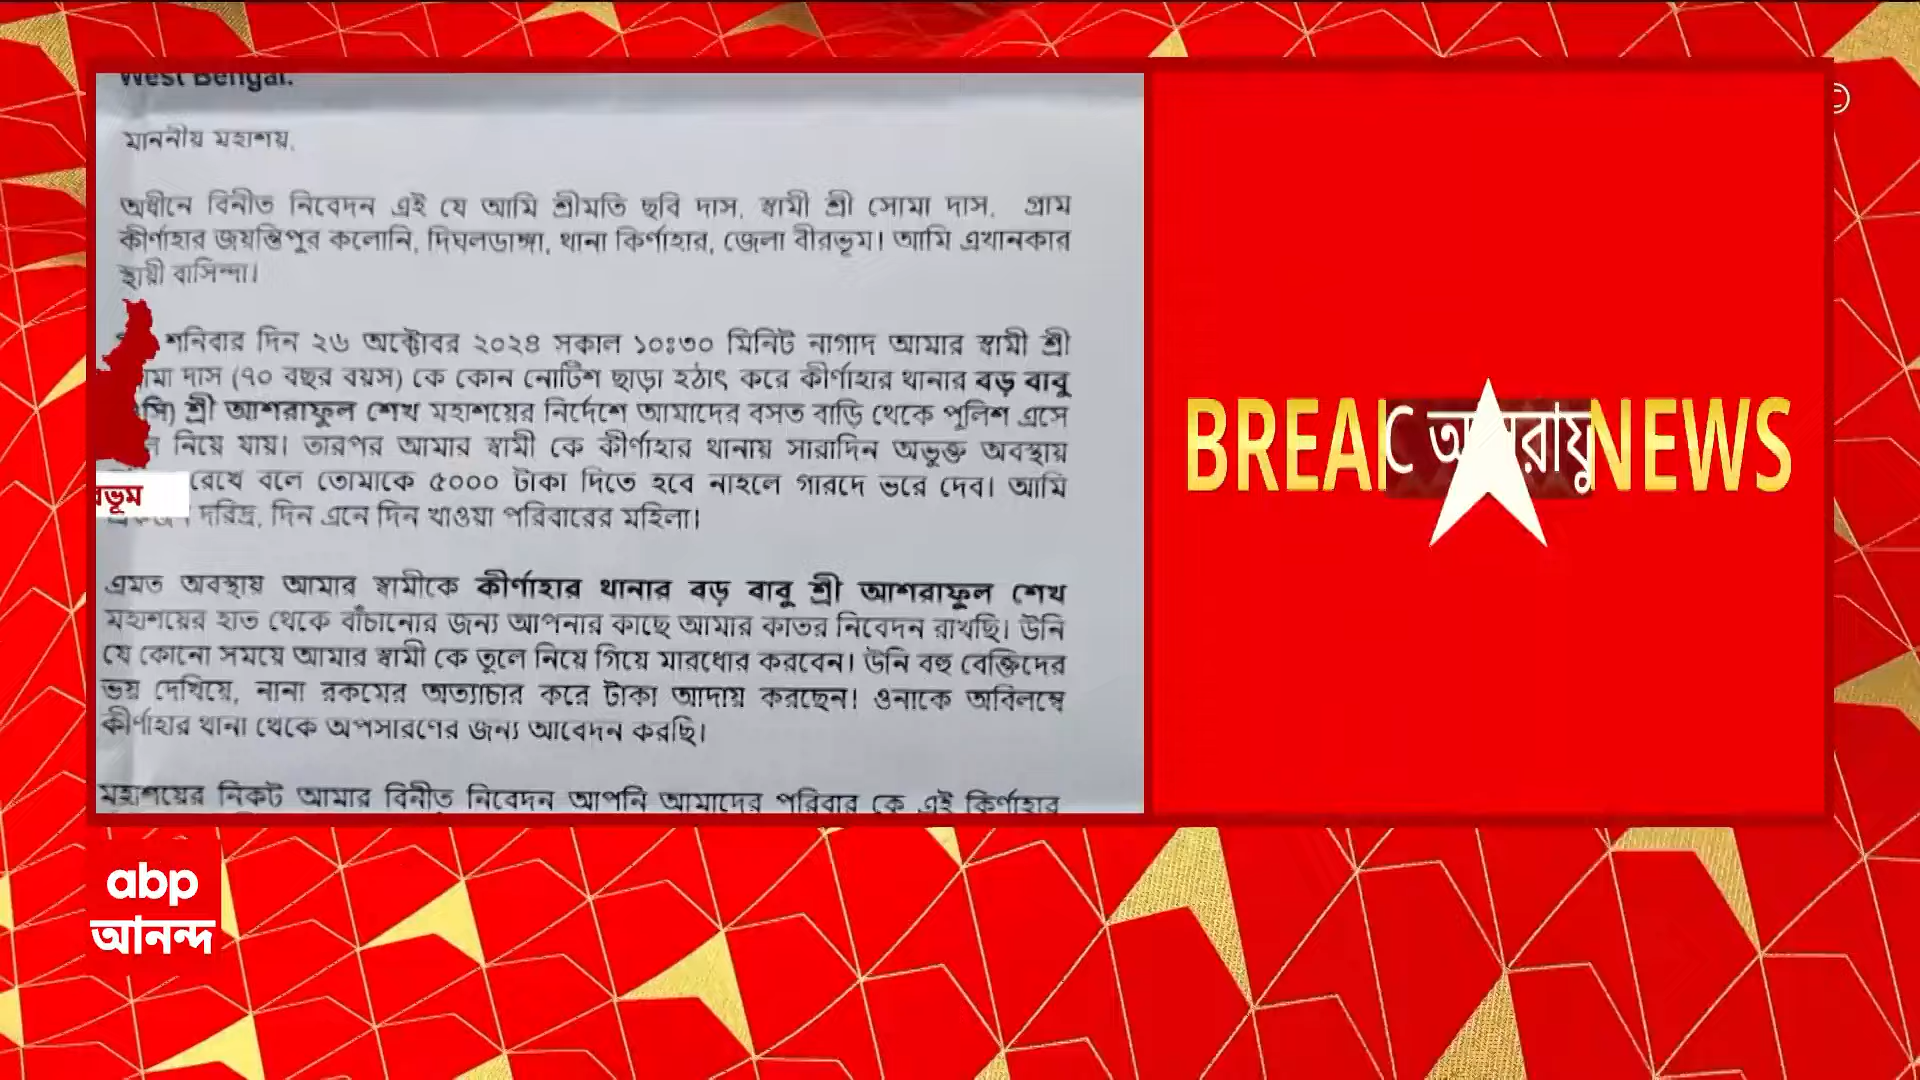 West Bengal.
মাননীয় মহাশয়,
অধীনে বিনীত নিবেদন এই যে আমি শ্রীমতি ছবি দাস, স্বামী শ্রী সোমা দাস, গ্রাম
কীর্ণাহার জয়ন্তিপুর কলোনি, দিঘলডাঙ্গা, থানা কির্ণাহার, জেলা বীরভূম। আমি এখানকার
স্থায়ী বাসিন্দা।
শনিবার দিন ২৬ অক্টোবর ২০২৪ সকাল ১০ঃ৩০ মিনিট নাগাদ আমার স্বামী শ্রী
দাস (৭০ বছর বয়স) কে কোন নোটিশ ছাড়া হঠাৎ করে কীর্ণাহার থানার বড় বাবু
শ্রী আশরাফুল শেখ মহাশয়ের নির্দেশে আমাদের বসত বাড়ি থেকে পুলিশ এসে
নিয়ে যায়। তারপর আমার স্বামী কে কীর্ণাহার থানায় সারাদিন অভুক্ত অবস্থায়
রেখে বলে তোমাকে ৫০০০ টাকা দিতে হবে নাহলে গারদে ভরে দেব। আমি
দরিদ্র, দিন এনে দিন খাওয়া পরিবারের মহিলা।
এমত অবস্থায় আমার স্বামীকে কীর্ণাহার থানার বড় বাবু শ্রী আশরাফুল শেখ
মহাশয়ের হাত থেকে বাঁচানোর জন্য আপনার কাছে আমার কাতর নিবেদন রাখছি। উনি
যে কোনো সময়ে আমার স্বামী কে তুলে নিয়ে গিয়ে মারধোর করবেন। উনি বহু বেক্তিদের
ভয় দেখিয়ে, নানা রকমের অত্যাচার করে টাকা আদায় করছেন। ওনাকে অবিলম্বে
কীর্ণাহার থানা থেকে অপসারণের জন্য আবেদন করছি।
মহাশয়ের নিকট আমার বিনীত নিবেদন আপনি আমাদের পরিবার কে এই কির্ণাহার
BREAK NEWS
abp
আনন্দ